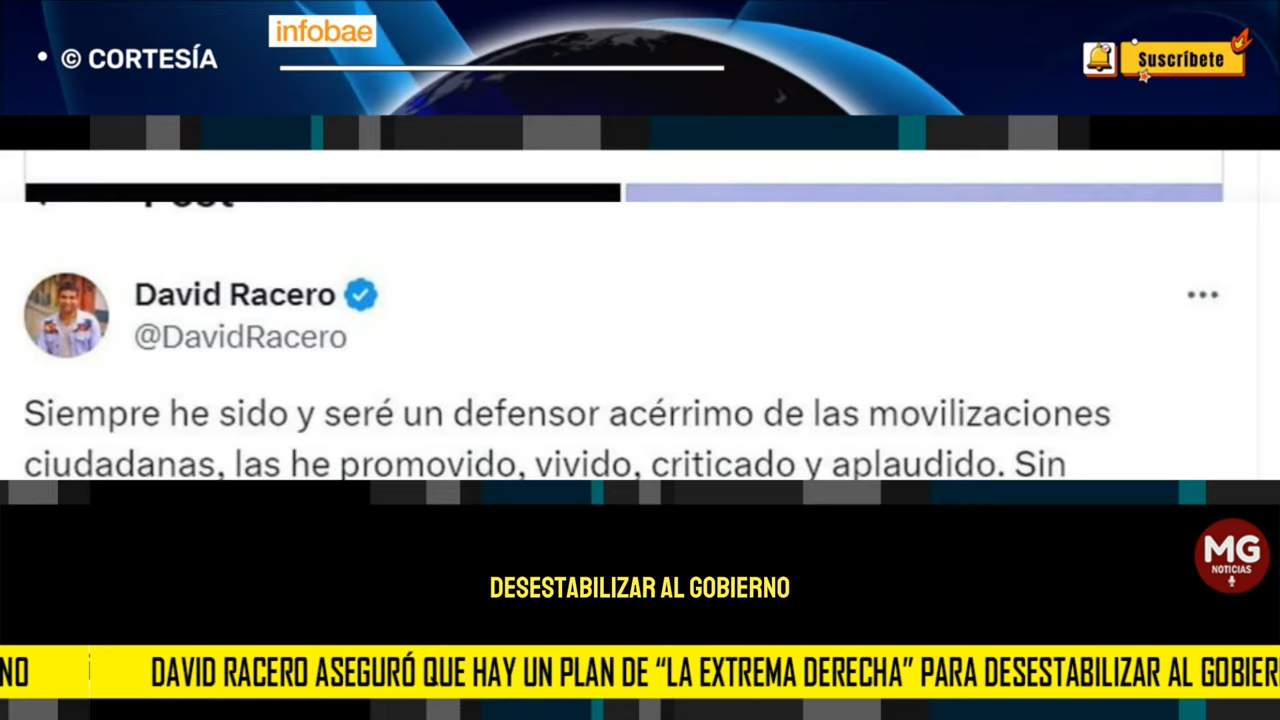 infobae
• © CORTESÍA
Suscríbete
Post
David Racero
@DavidRacero
Siempre he sido y seré un defensor acérrimo de las movilizaciones
ciudadanas, las he promovido, vivido, criticado y aplaudido. Sin
MG
NOTICIAS
DESESTABILIZAR AL GOBIERNO
NO DAVID RACERO ASEGURÓ QUE HAY UN PLAN DE “LA EXTREMA DERECHA” PARA DESESTABILIZAR AL GOBIER